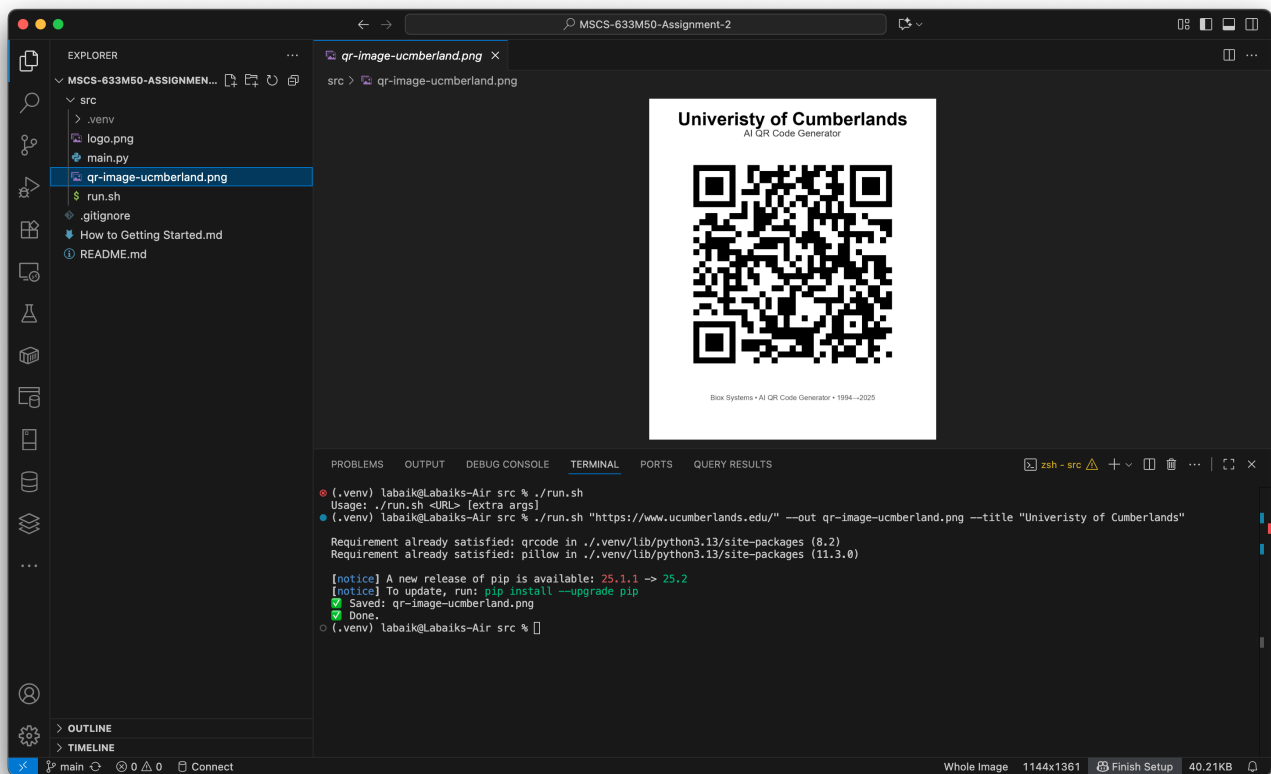 MSCS-633M50-Assignment-2
EXPLORER
MSCS-633M50-ASSIGNMEN...
src
.venv
logo.png
main.py
qr-image-ucmberland.png
run.sh
.gitignore
How to Getting Started.md
README.md
OUTLINE
TIMELINE
qr-image-ucmberland.png
src > qr-image-ucmberland.png
Univeristy of Cumberlands
AI QR Code Generator
Biox Systems • AI QR Code Generator • 1994→2025
PROBLEMS OUTPUT DEBUG CONSOLE TERMINAL PORTS QUERY RESULTS
zsh - src
(.venv) labaik@Labaiks-Air src % ./run.sh
Usage: ./run.sh <URL> [extra args]
(.venv) labaik@Labaiks-Air src % ./run.sh "https://www.ucumberlands.edu/" --out qr-image-ucmberland.png --title "Univeristy of Cumberlands"
Requirement already satisfied: qrcode in ./.venv/lib/python3.13/site-packages (8.2)
Requirement already satisfied: pillow in ./.venv/lib/python3.13/site-packages (11.3.0)
[notice] A new release of pip is available: 25.1.1 -> 25.2
[notice] To update, run: pip install --upgrade pip
✅ Saved: qr-image-ucmberland.png
✅ Done.
(.venv) labaik@Labaiks-Air src %
main 0 0 Connect Whole Image 1144x1361 Finish Setup 40.21KB